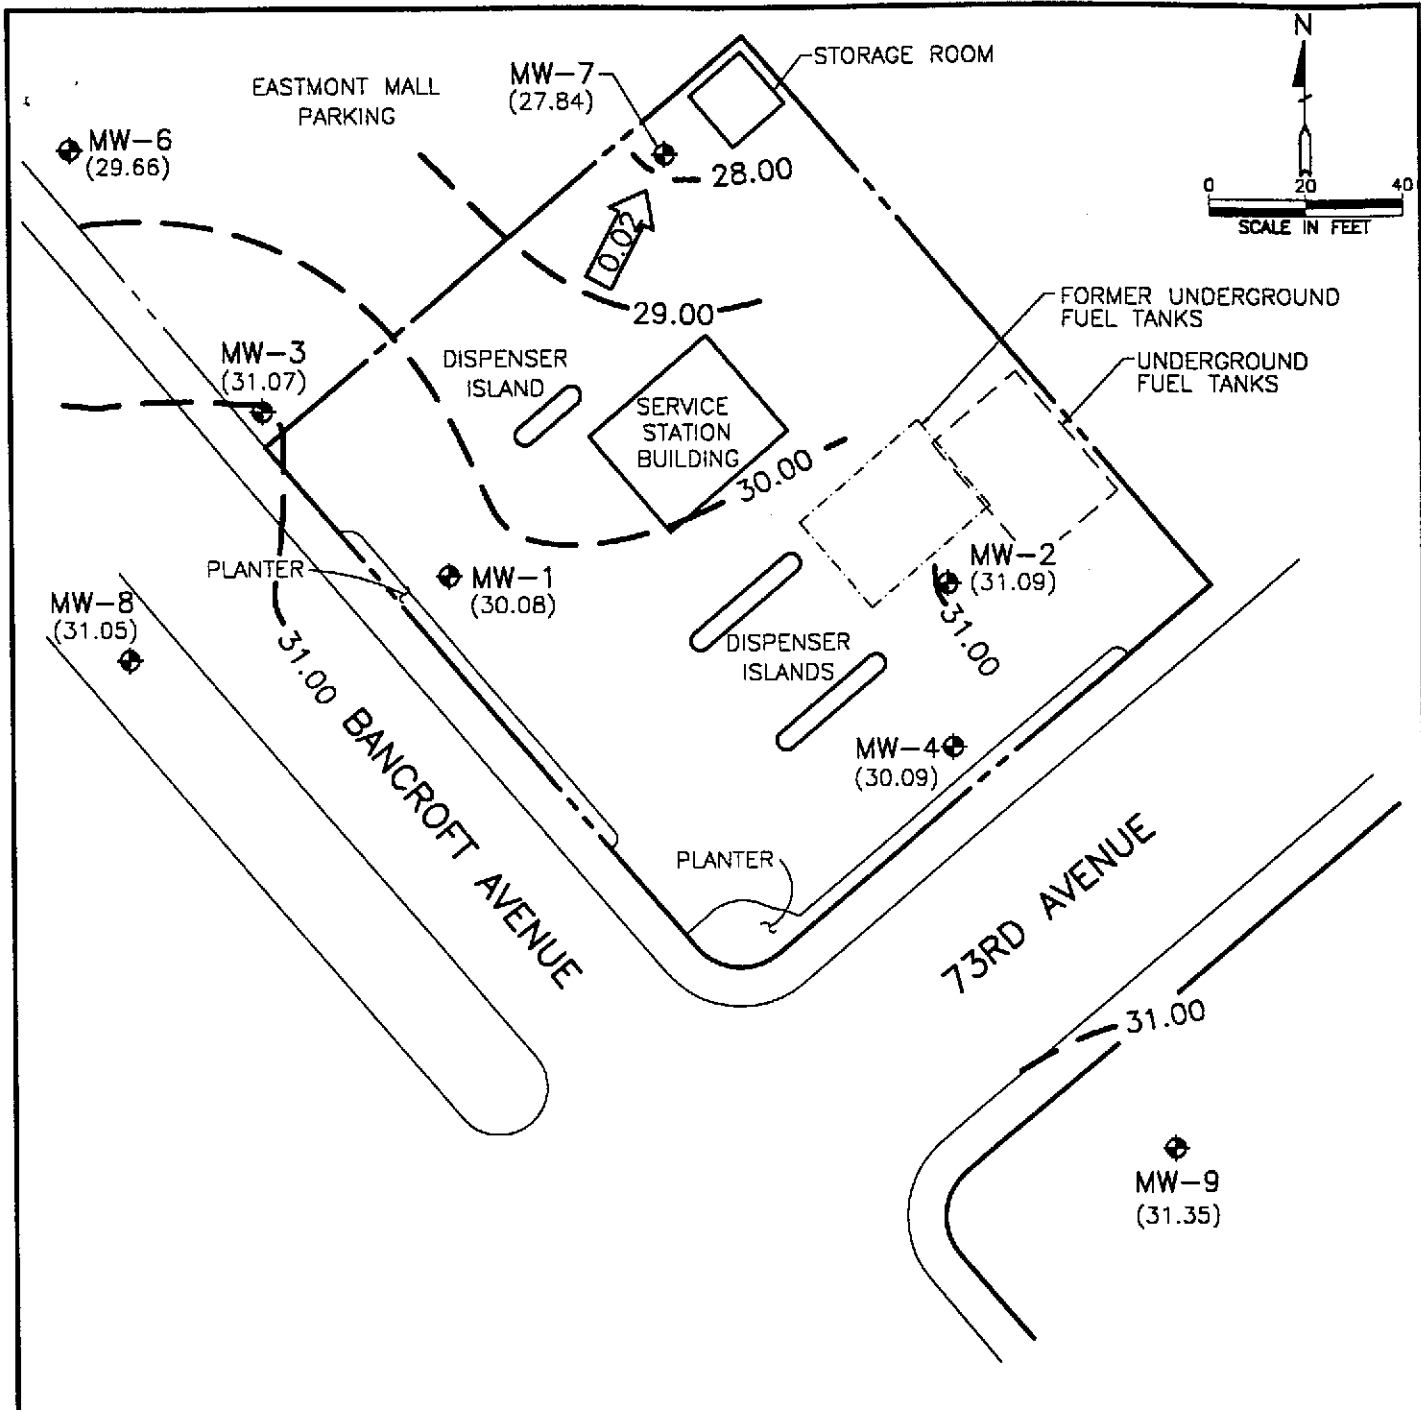 N
STORAGE ROOM
MW-7
(27.84)
EASTMONT MALL
PARKING
MW-6
(29.66)
28.00
0 20 40
SCALE IN FEET
0.02
29.00
FORMER UNDERGROUND
FUEL TANKS
UNDERGROUND
FUEL TANKS
MW-3
(31.07)
DISPENSER
ISLAND
SERVICE
STATION
BUILDING
30.00
PLANTER
MW-1
(30.08)
MW-2
(31.09)
MW-8
(31.05)
31.00
31.00
DISPENSER
ISLANDS
BANCROFT AVENUE
MW-4
(30.09)
PLANTER
73RD AVENUE
31.00
MW-9
(31.35)